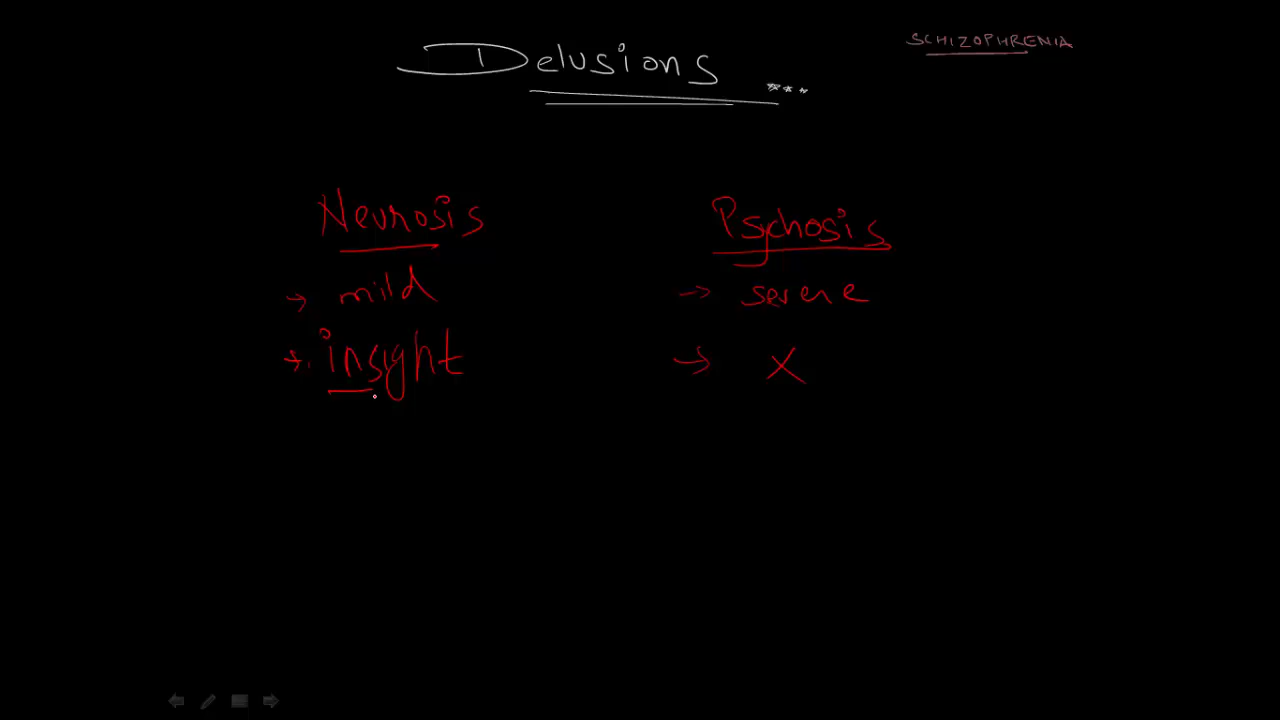 SCHIZOPHRENIA
Delusions ...
Neurosis
Psychosis
→ mild
→ severe
→ insight
→ X